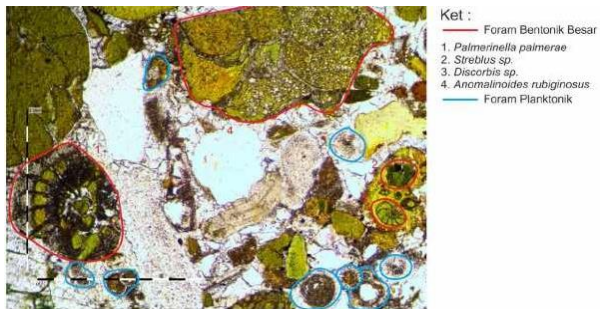 Ket :
Foram Bentonik Besar
1. Palmerinella palmerae
2. Streblus sp.
3. Discorbis sp.
4. Anomalinoides rubiginosus
Foram Planktonik